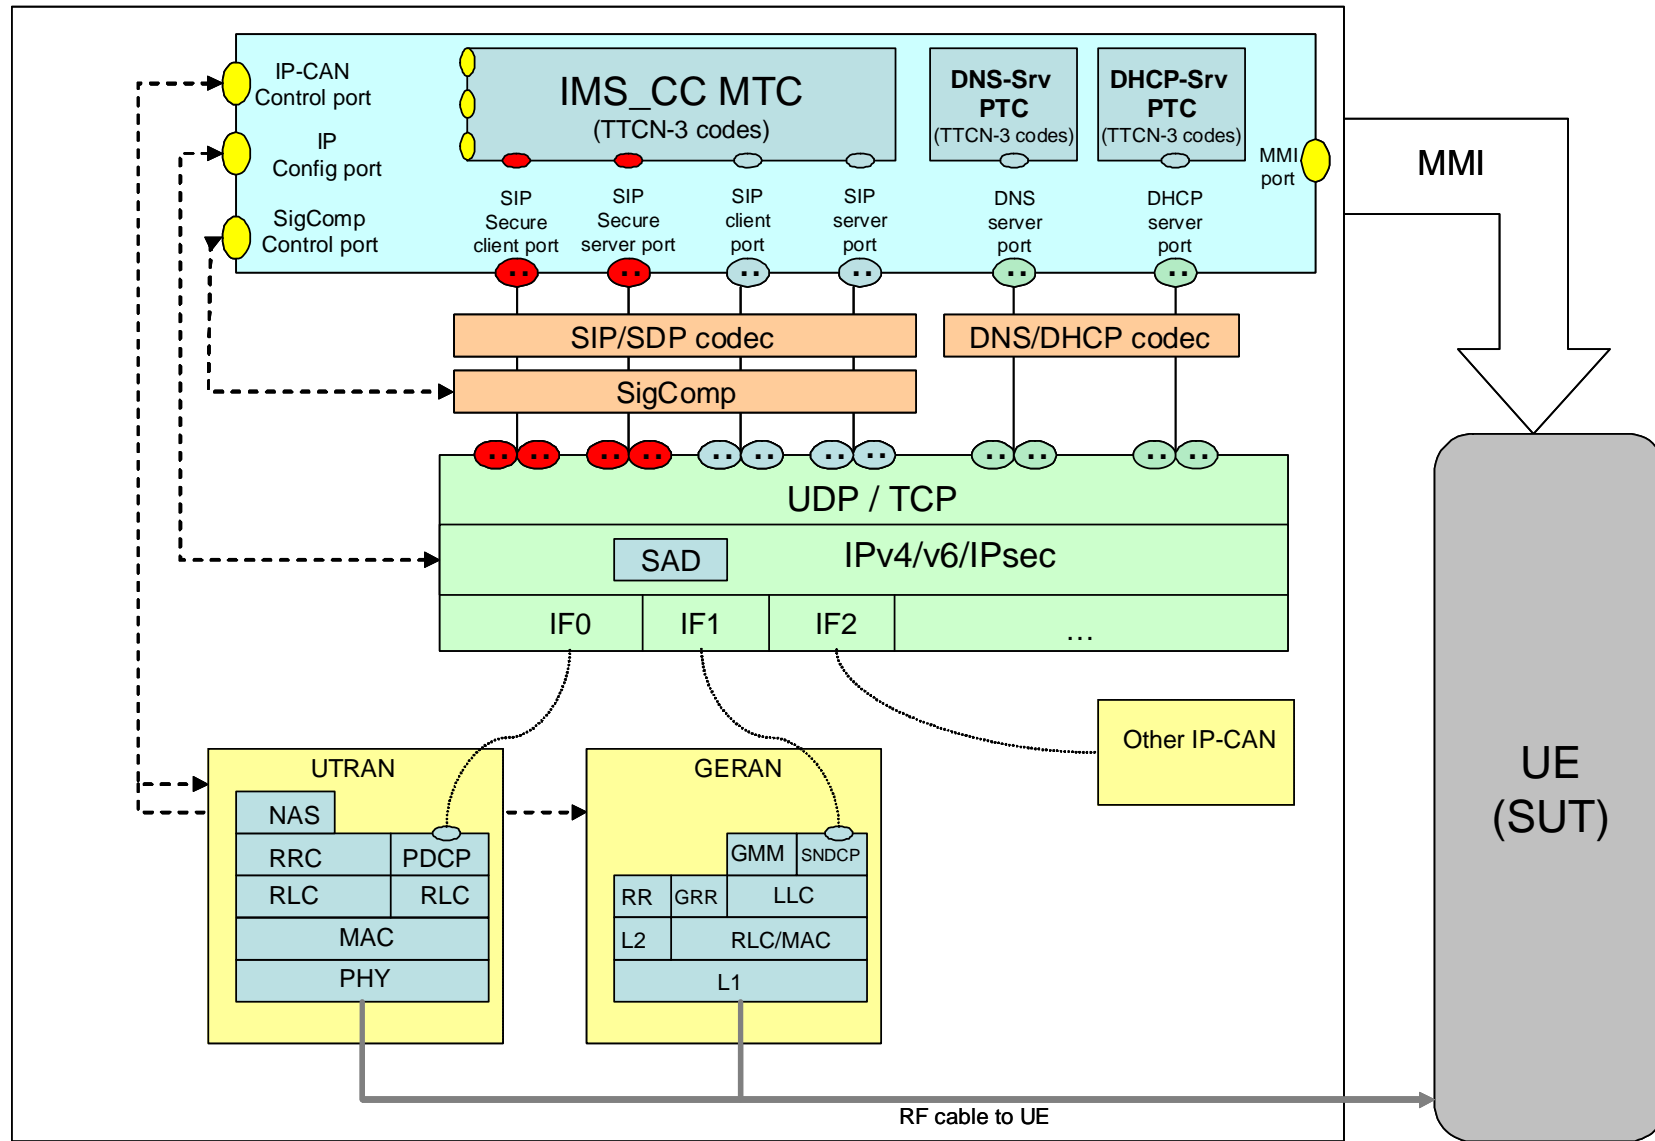 IP-CAN
Control port
IP
Config port
SigComp
Control port
IMS_CC MTC
(TTCN-3 codes)
DNS-Srv
PTC
(TTCN-3 codes)
DHCP-Srv
PTC
(TTCN-3 codes)
MMI
port
MMI
SIP
Secure
client port
SIP
Secure
server port
SIP
client
port
SIP
server
port
DNS
server
port
DHCP
server
port
SIP/SDP codec
DNS/DHCP codec
SigComp
UDP / TCP
SAD
IPv4/v6/IPsec
IF0
IF1
IF2
...
Other IP-CAN
UE
(SUT)
UTRAN
NAS
RRC
PDCP
RLC
RLC
MAC
PHY
GERAN
GMM
SNDCP
RR
GRR
LLC
L2
RLC/MAC
L1
RF cable to UE